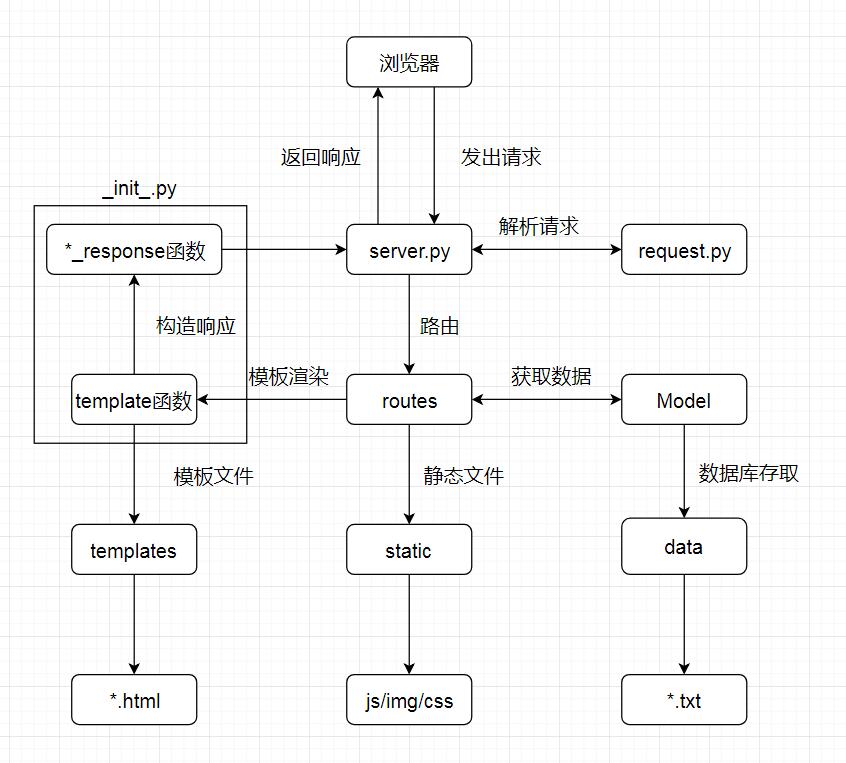 浏览器
返回响应
发出请求
_init_.py
*_response函数
server.py
解析请求
request.py
构造响应
路由
template函数
模板渲染
routes
获取数据
Model
模板文件
静态文件
数据库存取
templates
static
data
*.html
js/img/css
*.txt